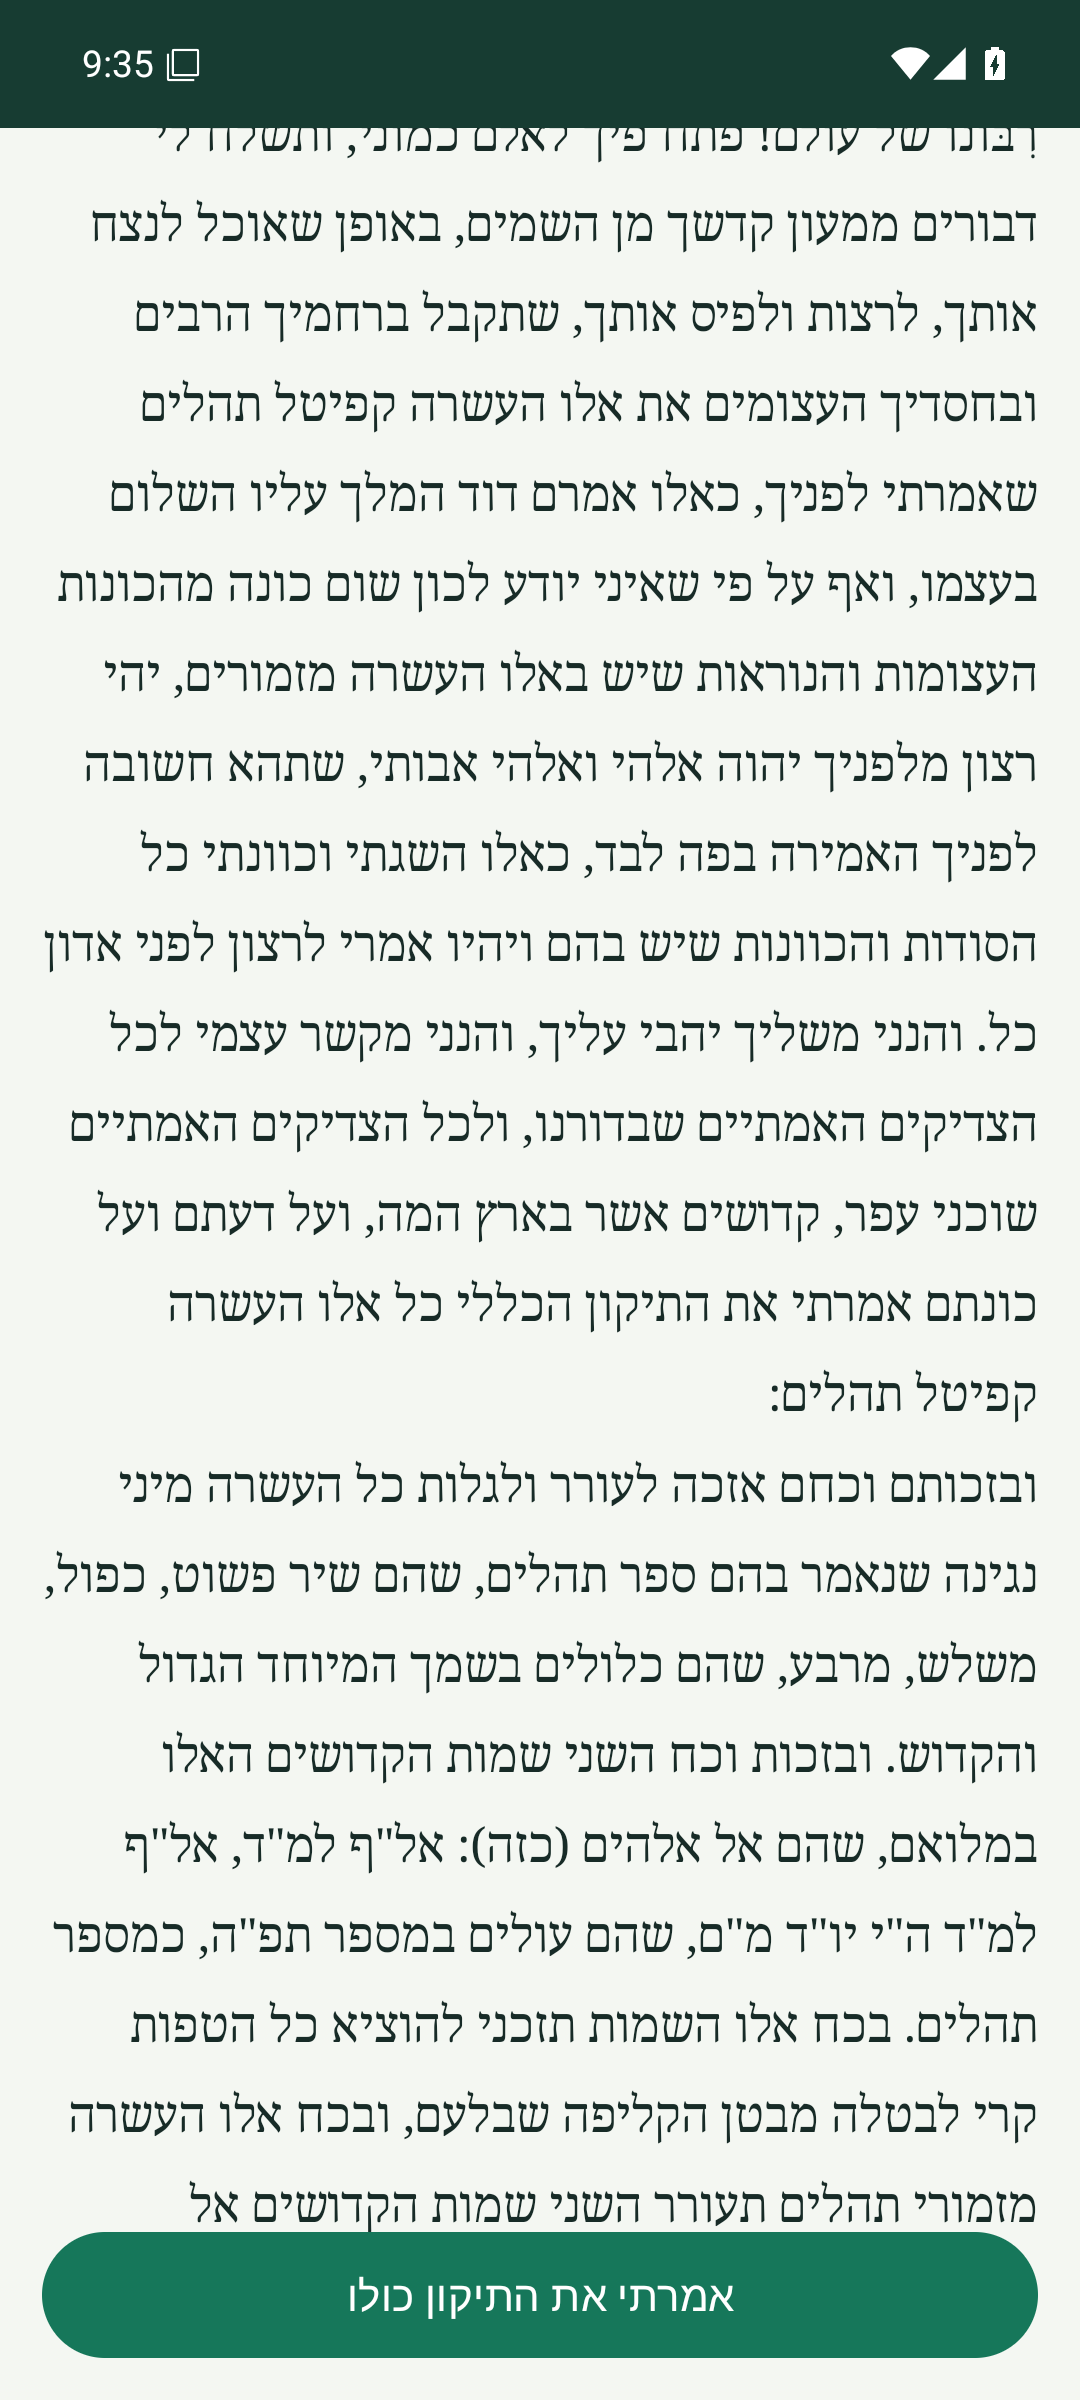 9:35
רִבּונו של עולם! פתח פיך לאלם כמוני, ותשלח לי
דבורים ממעון קדשך מן השמים, באופן שאוכל לנצח
אותך, לרצות ולפיס אותך, שתקבל ברחמיך הרבים
ובחסדיך העצומים את אלו העשרה קפיטל תהלים
שאמרתי לפניך, כאלו אמרם דוד המלך עליו השלום
בעצמו, ואף על פי שאיני יודע לכון שום כונה מהכונות
העצומות והנוראות שיש באלו העשרה מזמורים, יהי
רצון מלפניך יהוה אלהי ואלהי אבותי, שתהא חשובה
לפניך האמירה בפה לבד, כאלו השגתי וכוונתי כל
הסודות והכוונות שיש בהם ויהיו אמרי לרצון לפני אדון
כל. והנני משליך יהבי עליך, והנני מקשר עצמי לכל
הצדיקים האמתיים שבדורנו, ולכל הצדיקים האמתיים
שוכני עפר, קדושים אשר בארץ המה, ועל דעתם ועל
כונתם אמרתי את התיקון הכללי כל אלו העשרה
קפיטל תהלים:
ובזכותם וכחם אזכה לעורר ולגלות כל העשרה מיני
נגינה שנאמר בהם ספר תהלים, שהם שיר פשוט, כפול,
משלש, מרבע, שהם כלולים בשמך המיוחד הגדול
והקדוש. ובזכות וכח השני שמות הקדושים האלו
במלואם, שהם אל אלהים (כזה): אל"ף למ"ד, אל"ף
למ"ד ה"י יו"ד מ"ם, שהם עולים במספר תפ"ה, כמספר
תהלים. בכח אלו השמות תזכני להוציא כל הטפות
קרי לבטלה מבטן הקליפה שבלעם, ובכח אלו העשרה
מזמורי תהלים תעורר השני שמות הקדושים אל
אמרתי את התיקון כולו